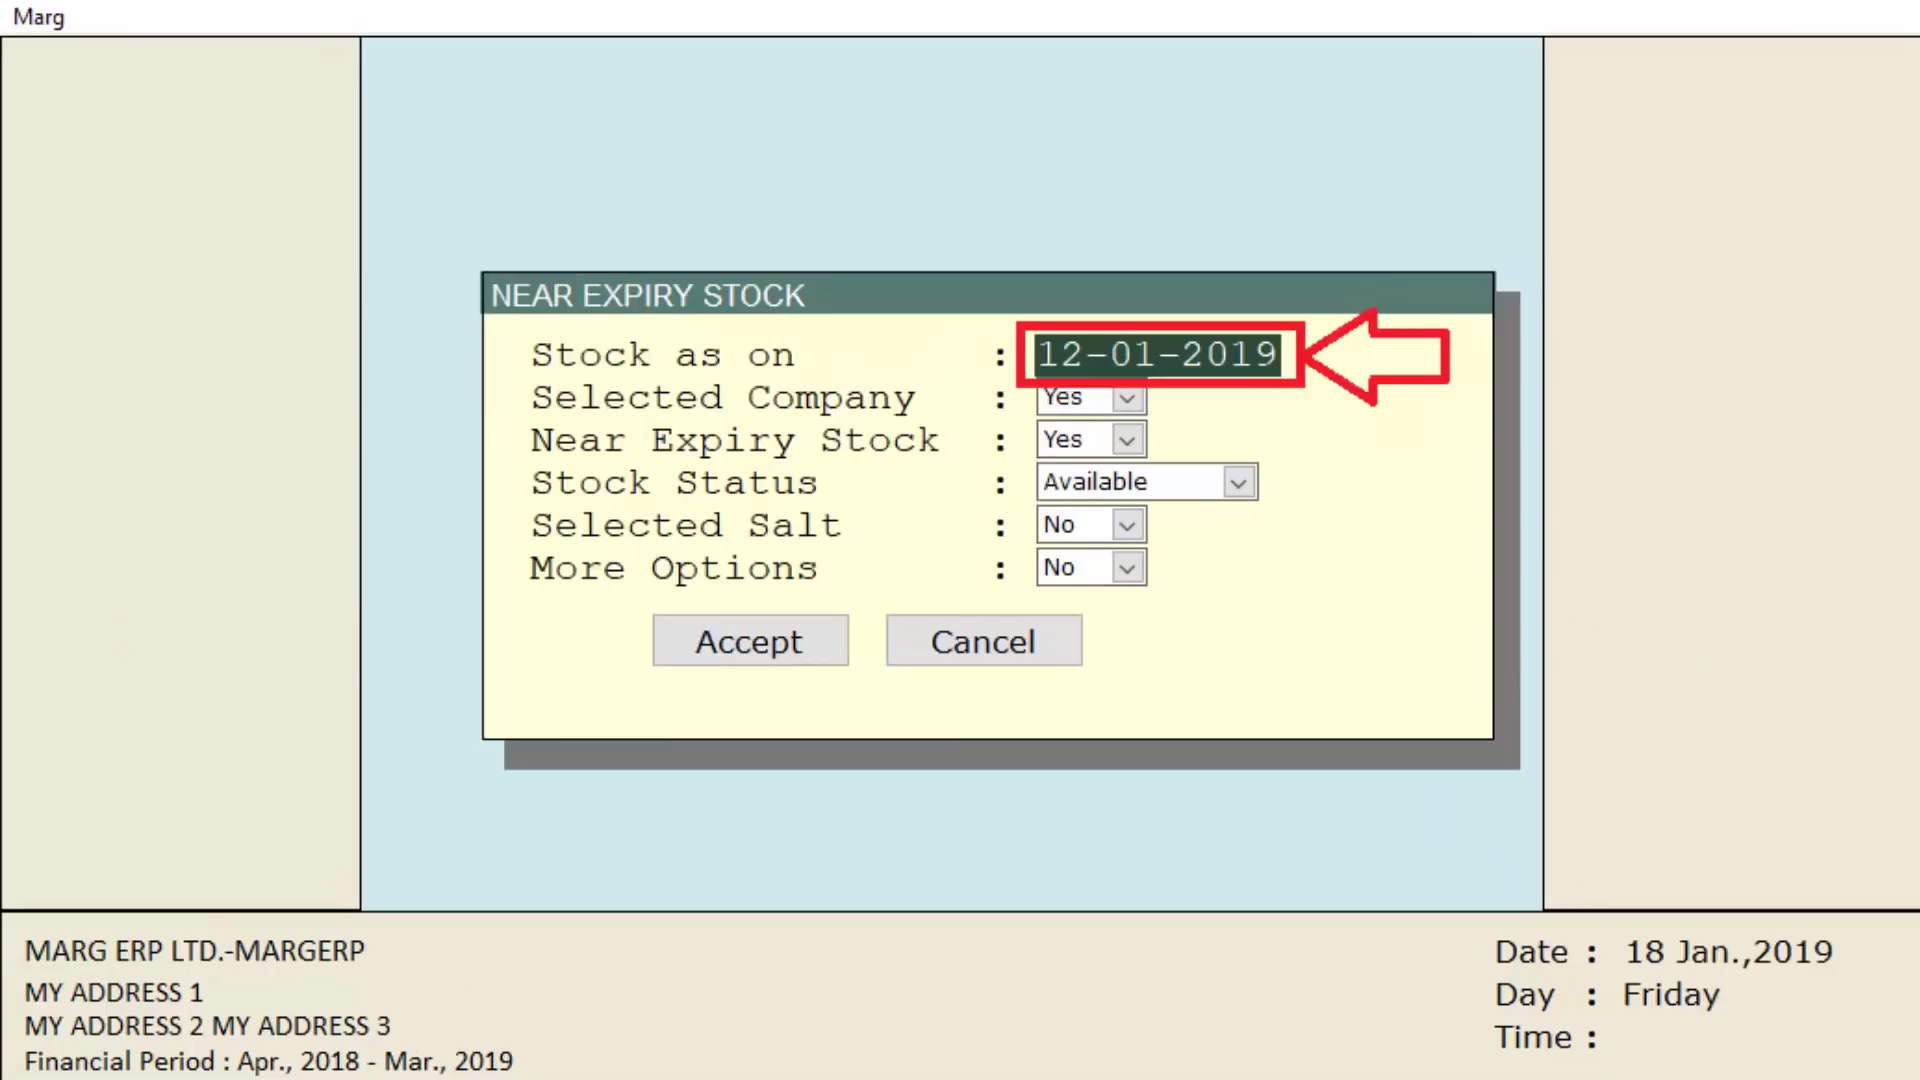 Marg
NEAR EXPIRY STOCK
Stock as on : 12-01-2019
Selected Company : Yes
Near Expiry Stock : Yes
Stock Status : Available
Selected Salt : No
More Options : No
Accept Cancel
MARG ERP LTD.-MARGERP
MY ADDRESS 1
MY ADDRESS 2 MY ADDRESS 3
Financial Period : Apr., 2018 - Mar., 2019
Date : 18 Jan.,2019
Day : Friday
Time :